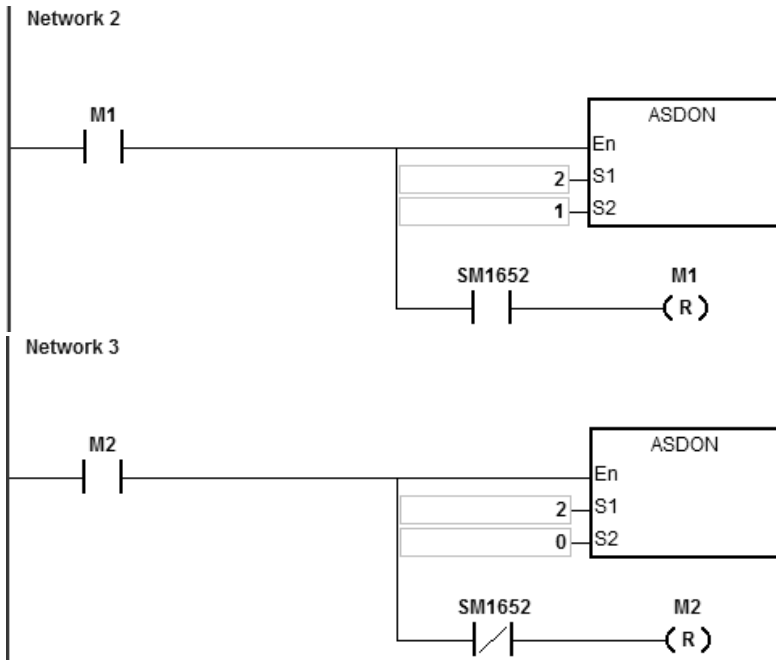 Network 2
M1
ASDON
En
2 S1
1 S2
SM1652 M1
R
Network 3
M2
ASDON
En
2 S1
0 S2
SM1652 M2
R